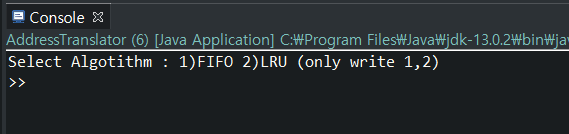 Console
AddressTranslator (6) [Java Application] C:₩Program Files₩Java₩jdk-13.0.2₩bin₩jav
Select Algotithm : 1)FIFO 2)LRU (only write 1,2)
>>